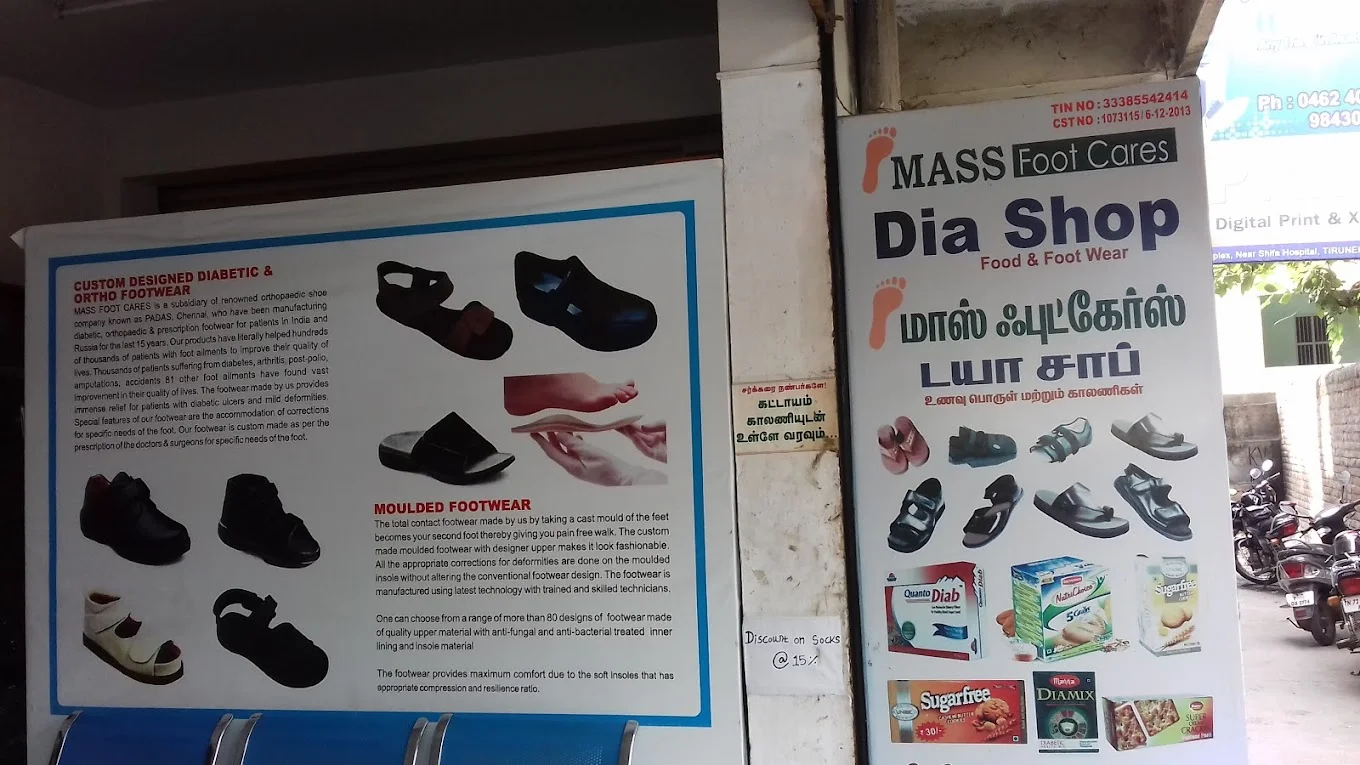 CUSTOM DESIGNED DIABETIC &
ORTHO FOOTWEAR
MASS FOOT CARES is a subsidiary of renowned orthopaedic shoe
company known as PADAS, Chennai, who have been manufacturing
diabetic, orthopaedic & prescription footwear for patients in India and
Russia for the last 15 years. Our products have literally helped hundreds
of thousands of patients with foot ailments to improve their quality of
lives. Thousands of patients suffering from diabetes, arthritis, post-polio,
amputations, accidents 81 other foot ailments have found vast
improvement in their quality of lives. The footwear made by us provides
immense relief for patients with diabetic ulcers and mild deformities.
Special features of our footwear are the accommodation of corrections
for specific needs of the foot. Our footwear is custom made as per the
prescription of the doctors & surgeons for specific needs of the foot.
MOULDED FOOTWEAR
The total contact footwear made by us by taking a cast mould of the feet
becomes your second foot thereby giving you pain free walk. The custom
made moulded footwear with designer upper makes it look fashionable.
All the appropriate corrections for deformities are done on the moulded
insole without altering the conventional footwear design. The footwear is
manufactured using latest technology with trained and skilled technicians.
One can choose from a range of more than 80 designs of footwear made
of quality upper material with anti-fungal and anti-bacterial treated inner
lining and insole material
The footwear provides maximum comfort due to the soft insoles that has
appropriate compression and resilience ratio.
சர்க்கரை நண்பர்களே!
கட்டாயம்
காலணியுடன்
உள்ளே வரவும்...
Discount on Socks
@ 15%
TIN NO : 33385542414
CST NO : 1073115 / 6-12-2013
MASS Foot Cares
Dia Shop
Food & Foot Wear
மாஸ் ஃபுட்கேர்ஸ்
டயா சாப்
உணவு பொருள் மற்றும் காலணிகள்
Quanto
Diab
NutriChoice
5 Grain
Sugarfree
Sugarfree
CASHEW BUTTER
COOKIES
₹ 30/-
DIAMIX
DIABETIC
Ph : 0462 40
9843
Digital Print & X
plex, Near Shifa Hospital, TIRUNE